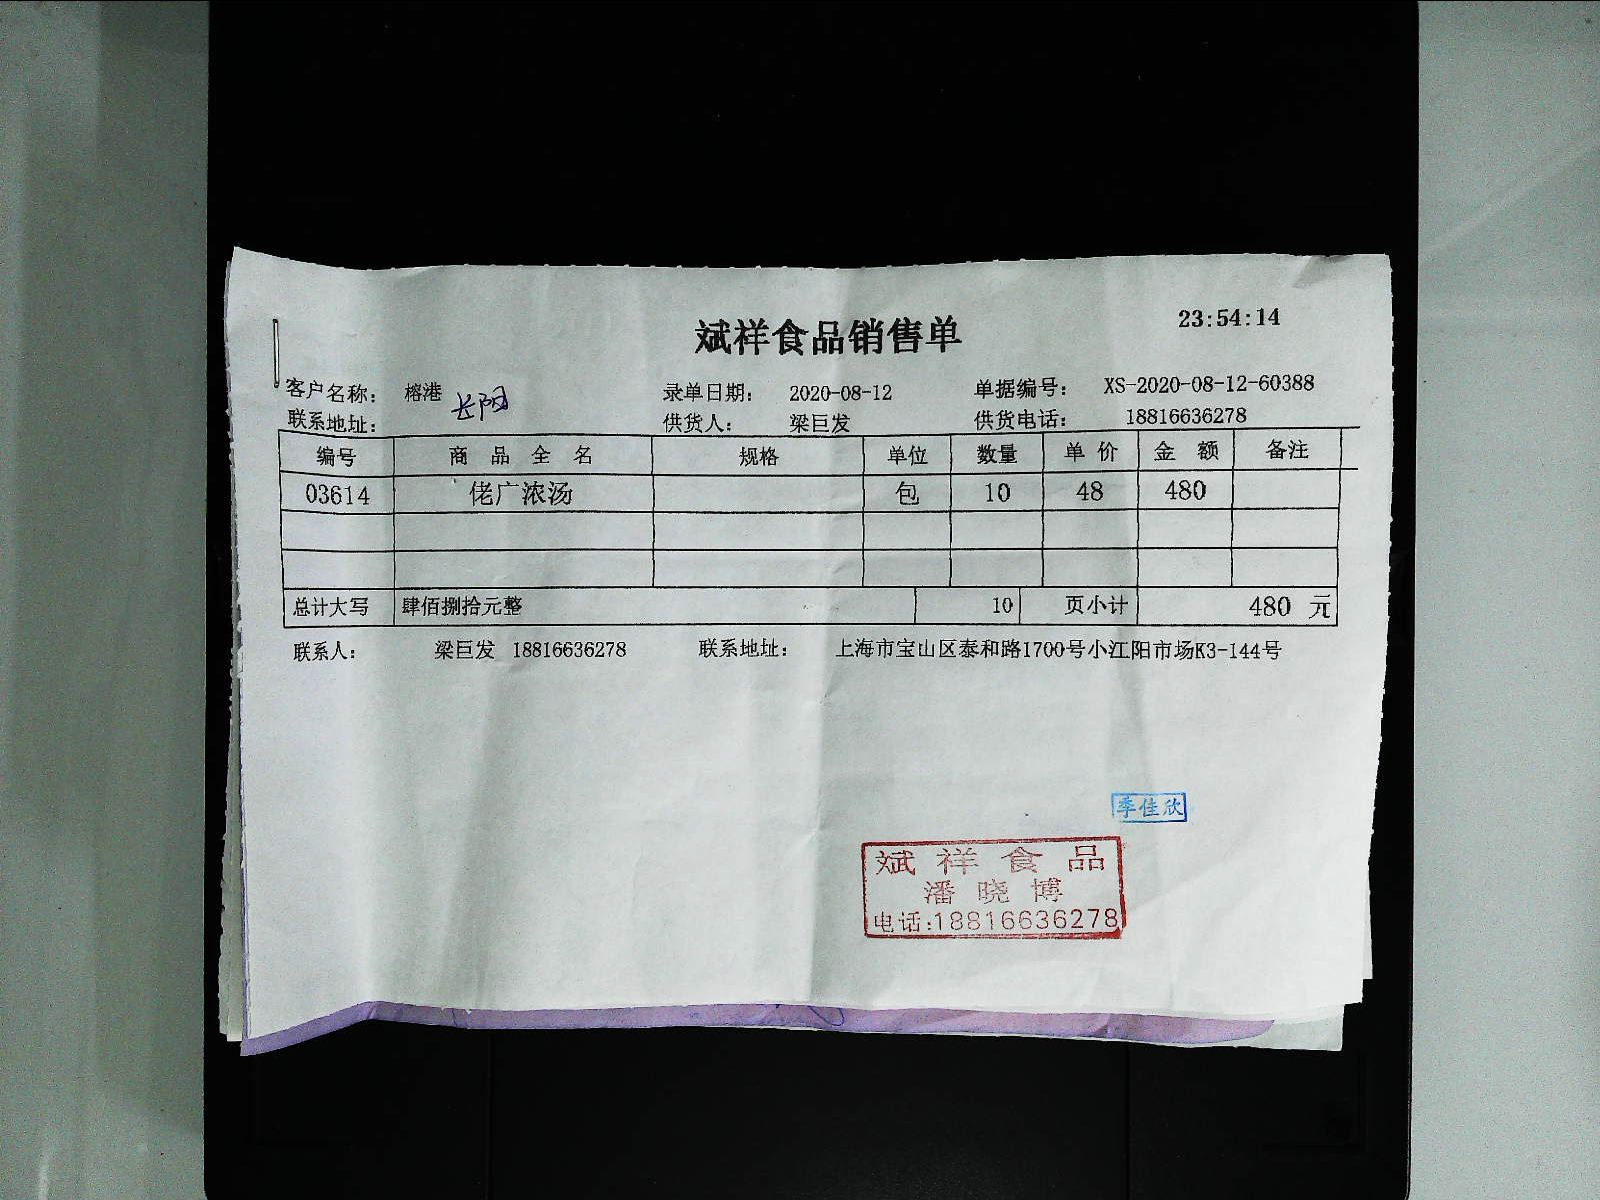 斌祥食品销售单 23:54:14
客户名称： 榕港 长阳 录单日期： 2020-08-12 单据编号： XS-2020-08-12-60388
联系地址： 供货人： 梁巨发 供货电话： 18816636278
编号 商品全名 规格 单位 数量 单价 金额 备注
03614 佬广浓汤 包 10 48 480
总计大写 肆佰捌拾元整 10 页小计 480 元
联系人： 梁巨发 18816636278 联系地址： 上海市宝山区泰和路1700号小江阳市场K3-144号
季佳欣
斌祥食品
潘晓博
电话:18816636278